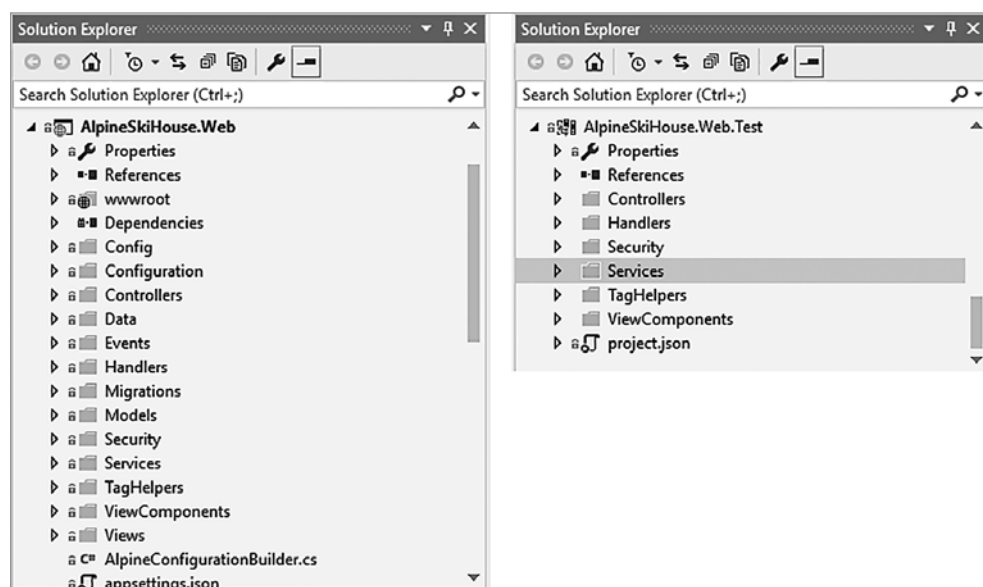 Solution Explorer
Search Solution Explorer (Ctrl+;)
AlpineSkiHouse.Web
Properties
References
wwwroot
Dependencies
Config
Configuration
Controllers
Data
Events
Handlers
Migrations
Models
Security
Services
TagHelpers
ViewComponents
Views
C# AlpineConfigurationBuilder.cs
appsettings.json
Solution Explorer
Search Solution Explorer (Ctrl+;)
AlpineSkiHouse.Web.Test
Properties
References
Controllers
Handlers
Security
Services
TagHelpers
ViewComponents
project.json